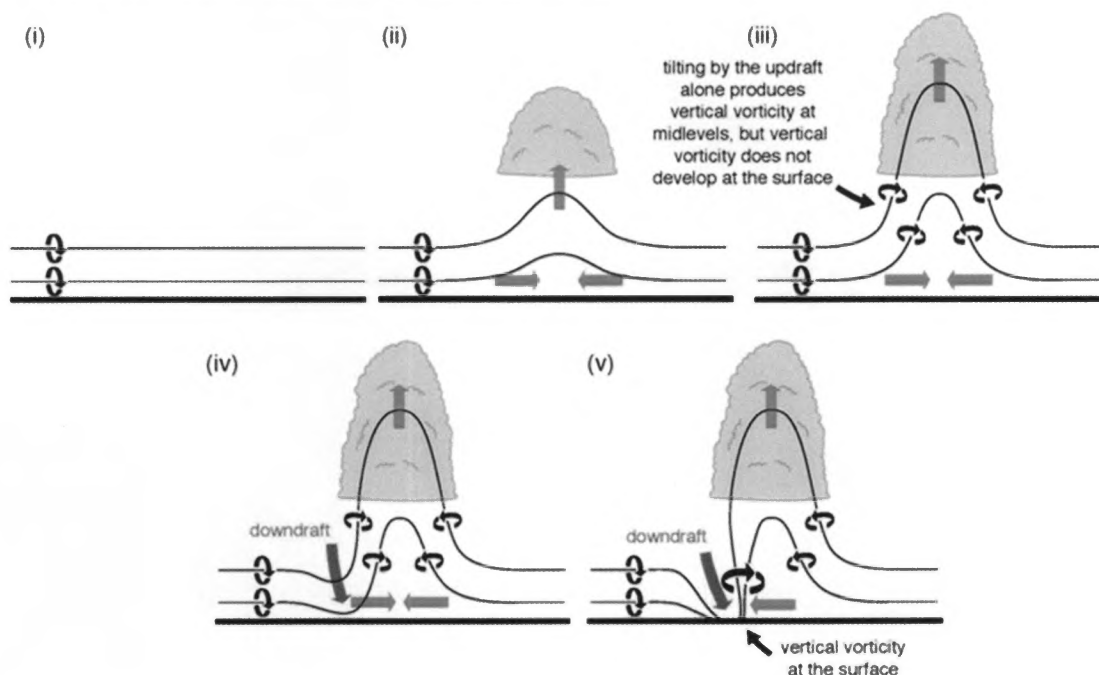 (i)
(ii)
(iii)
tilting by the updraft
alone produces
vertical vorticity at
midlevels, but vertical
vorticity does not
develop at the surface
(iv)
downdraft
(v)
downdraft
vertical vorticity
at the surface